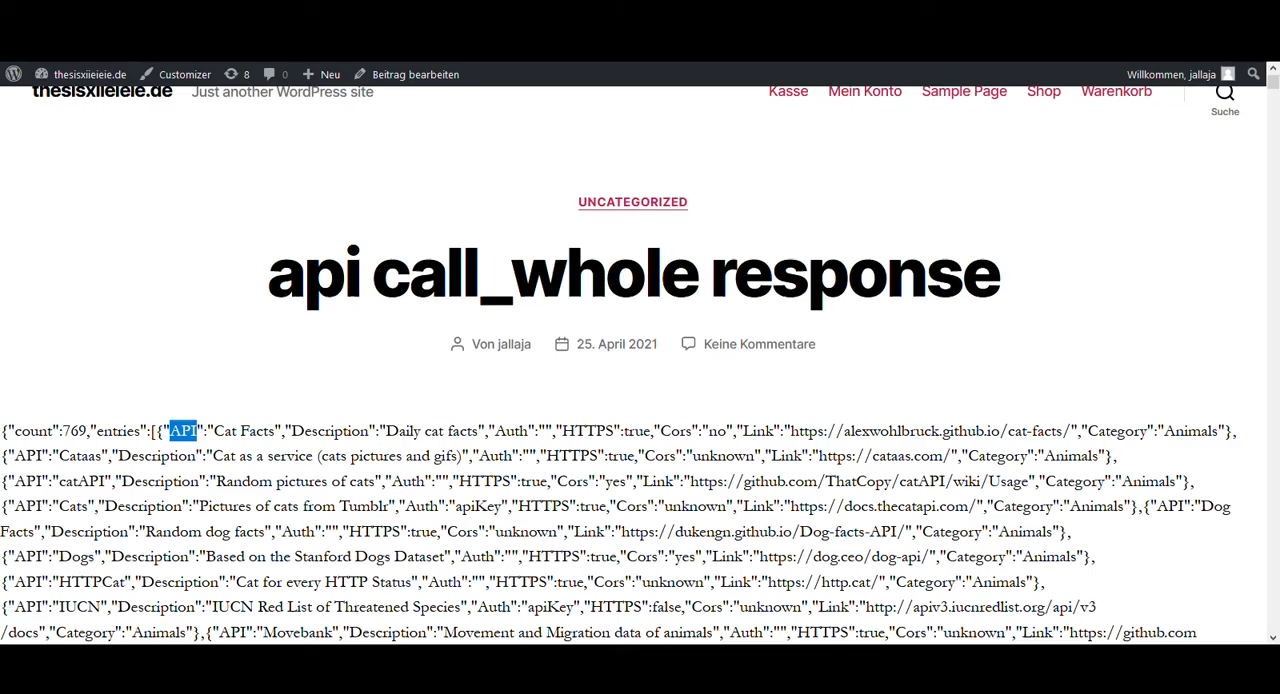 thesisxiieieie.de Customizer 8 0 Neu Beitrag bearbeiten Willkommen, jallaja
thesisxiieieie.de Just another WordPress site Kasse Mein Konto Sample Page Shop Warenkorb
Suche
UNCATEGORIZED
api call_whole response
Von jallaja 25. April 2021 Keine Kommentare
{"count":769,"entries":[{"API":"Cat Facts","Description":"Daily cat facts","Auth":"","HTTPS":true,"Cors":"no","Link":"https://alexwohlbruck.github.io/cat-facts/","Category":"Animals"},
{"API":"Cataas","Description":"Cat as a service (cats pictures and gifs)","Auth":"","HTTPS":true,"Cors":"unknown","Link":"https://cataas.com/","Category":"Animals"},
{"API":"catAPI","Description":"Random pictures of cats","Auth":"","HTTPS":true,"Cors":"yes","Link":"https://github.com/ThatCopy/catAPI/wiki/Usage","Category":"Animals"},
{"API":"Cats","Description":"Pictures of cats from Tumblr","Auth":"apiKey","HTTPS":true,"Cors":"unknown","Link":"https://docs.thecatapi.com/","Category":"Animals"},{"API":"Dog
Facts","Description":"Random dog facts","Auth":"","HTTPS":true,"Cors":"unknown","Link":"https://dukengn.github.io/Dog-facts-API/","Category":"Animals"},
{"API":"Dogs","Description":"Based on the Stanford Dogs Dataset","Auth":"","HTTPS":true,"Cors":"yes","Link":"https://dog.ceo/dog-api/","Category":"Animals"},
{"API":"HTTPCat","Description":"Cat for every HTTP Status","Auth":"","HTTPS":true,"Cors":"unknown","Link":"https://http.cat/","Category":"Animals"},
{"API":"IUCN","Description":"IUCN Red List of Threatened Species","Auth":"apiKey","HTTPS":false,"Cors":"unknown","Link":"http://apiv3.iucnredlist.org/api/v3
/docs","Category":"Animals"},{"API":"Movebank","Description":"Movement and Migration data of animals","Auth":"","HTTPS":true,"Cors":"unknown","Link":"https://github.com